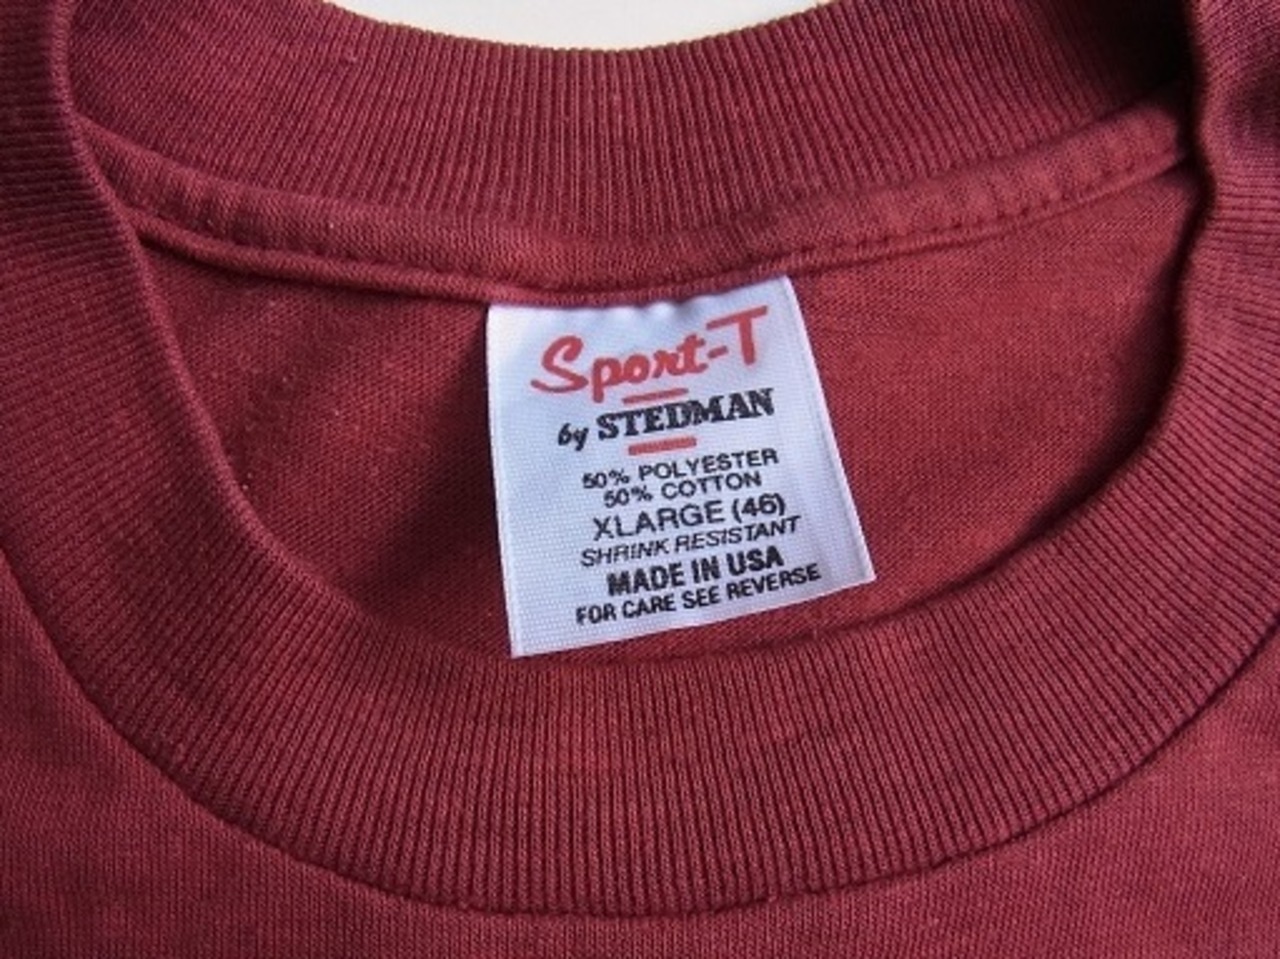 Sport-T
by STEDMAN
50% POLYESTER
50% COTTON
XLARGE (46)
SHRINK RESISTANT
MADE IN USA
FOR CARE SEE REVERSE